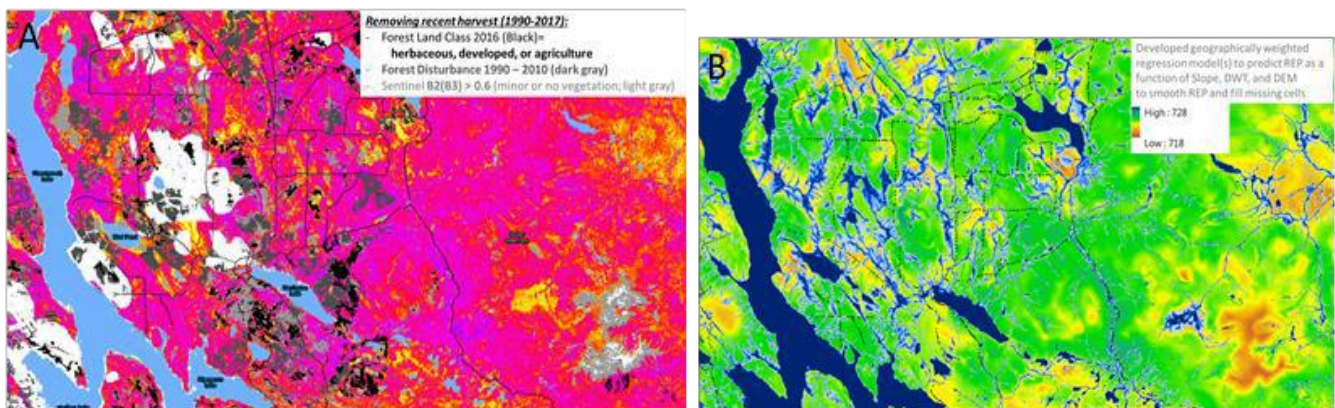 A
Removing recent harvest (1990-2017):
- Forest Land Class 2016 (Black)=
herbaceous, developed, or agriculture
- Forest Disturbance 1990 – 2010 (dark gray)
- Sentinel B2(B3) > 0.6 (minor or no vegetation; light gray)
B
Developed geographically weighted
regression model(s) to predict REP as a
function of Slope, DWT, and DEM
to smooth REP and fill missing cells
High : 728
Low : 718